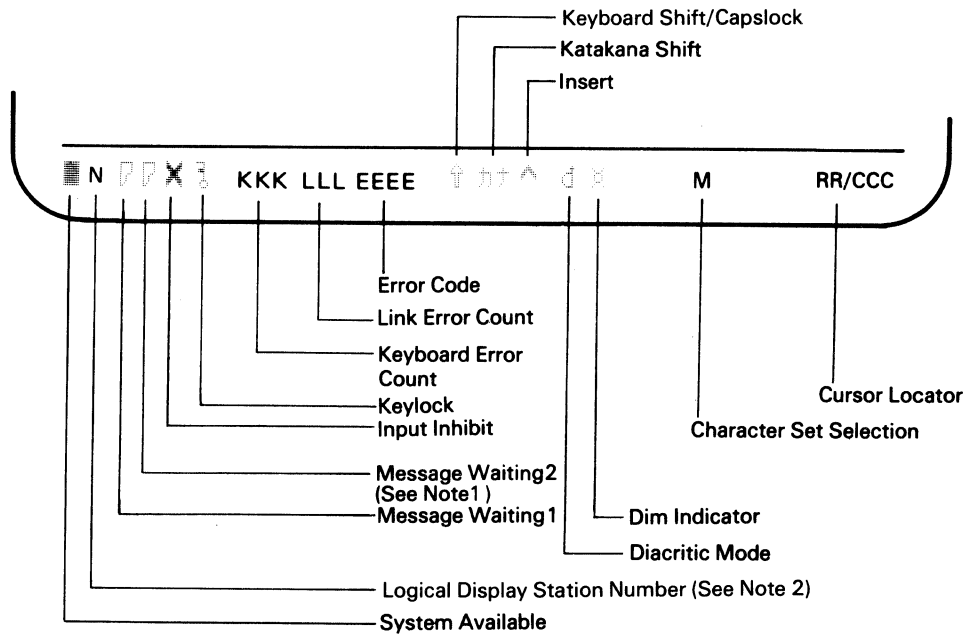 Keyboard Shift/Capslock
Katakana Shift
Insert
N X KKK LLL EEEE カナ ^ d M RR/CCC
Error Code
Link Error Count
Keyboard Error
Count
Keylock
Input Inhibit
Message Waiting2
(See Note1)
Message Waiting1
Logical Display Station Number (See Note 2)
System Available
Cursor Locator
Character Set Selection
Dim Indicator
Diacritic Mode